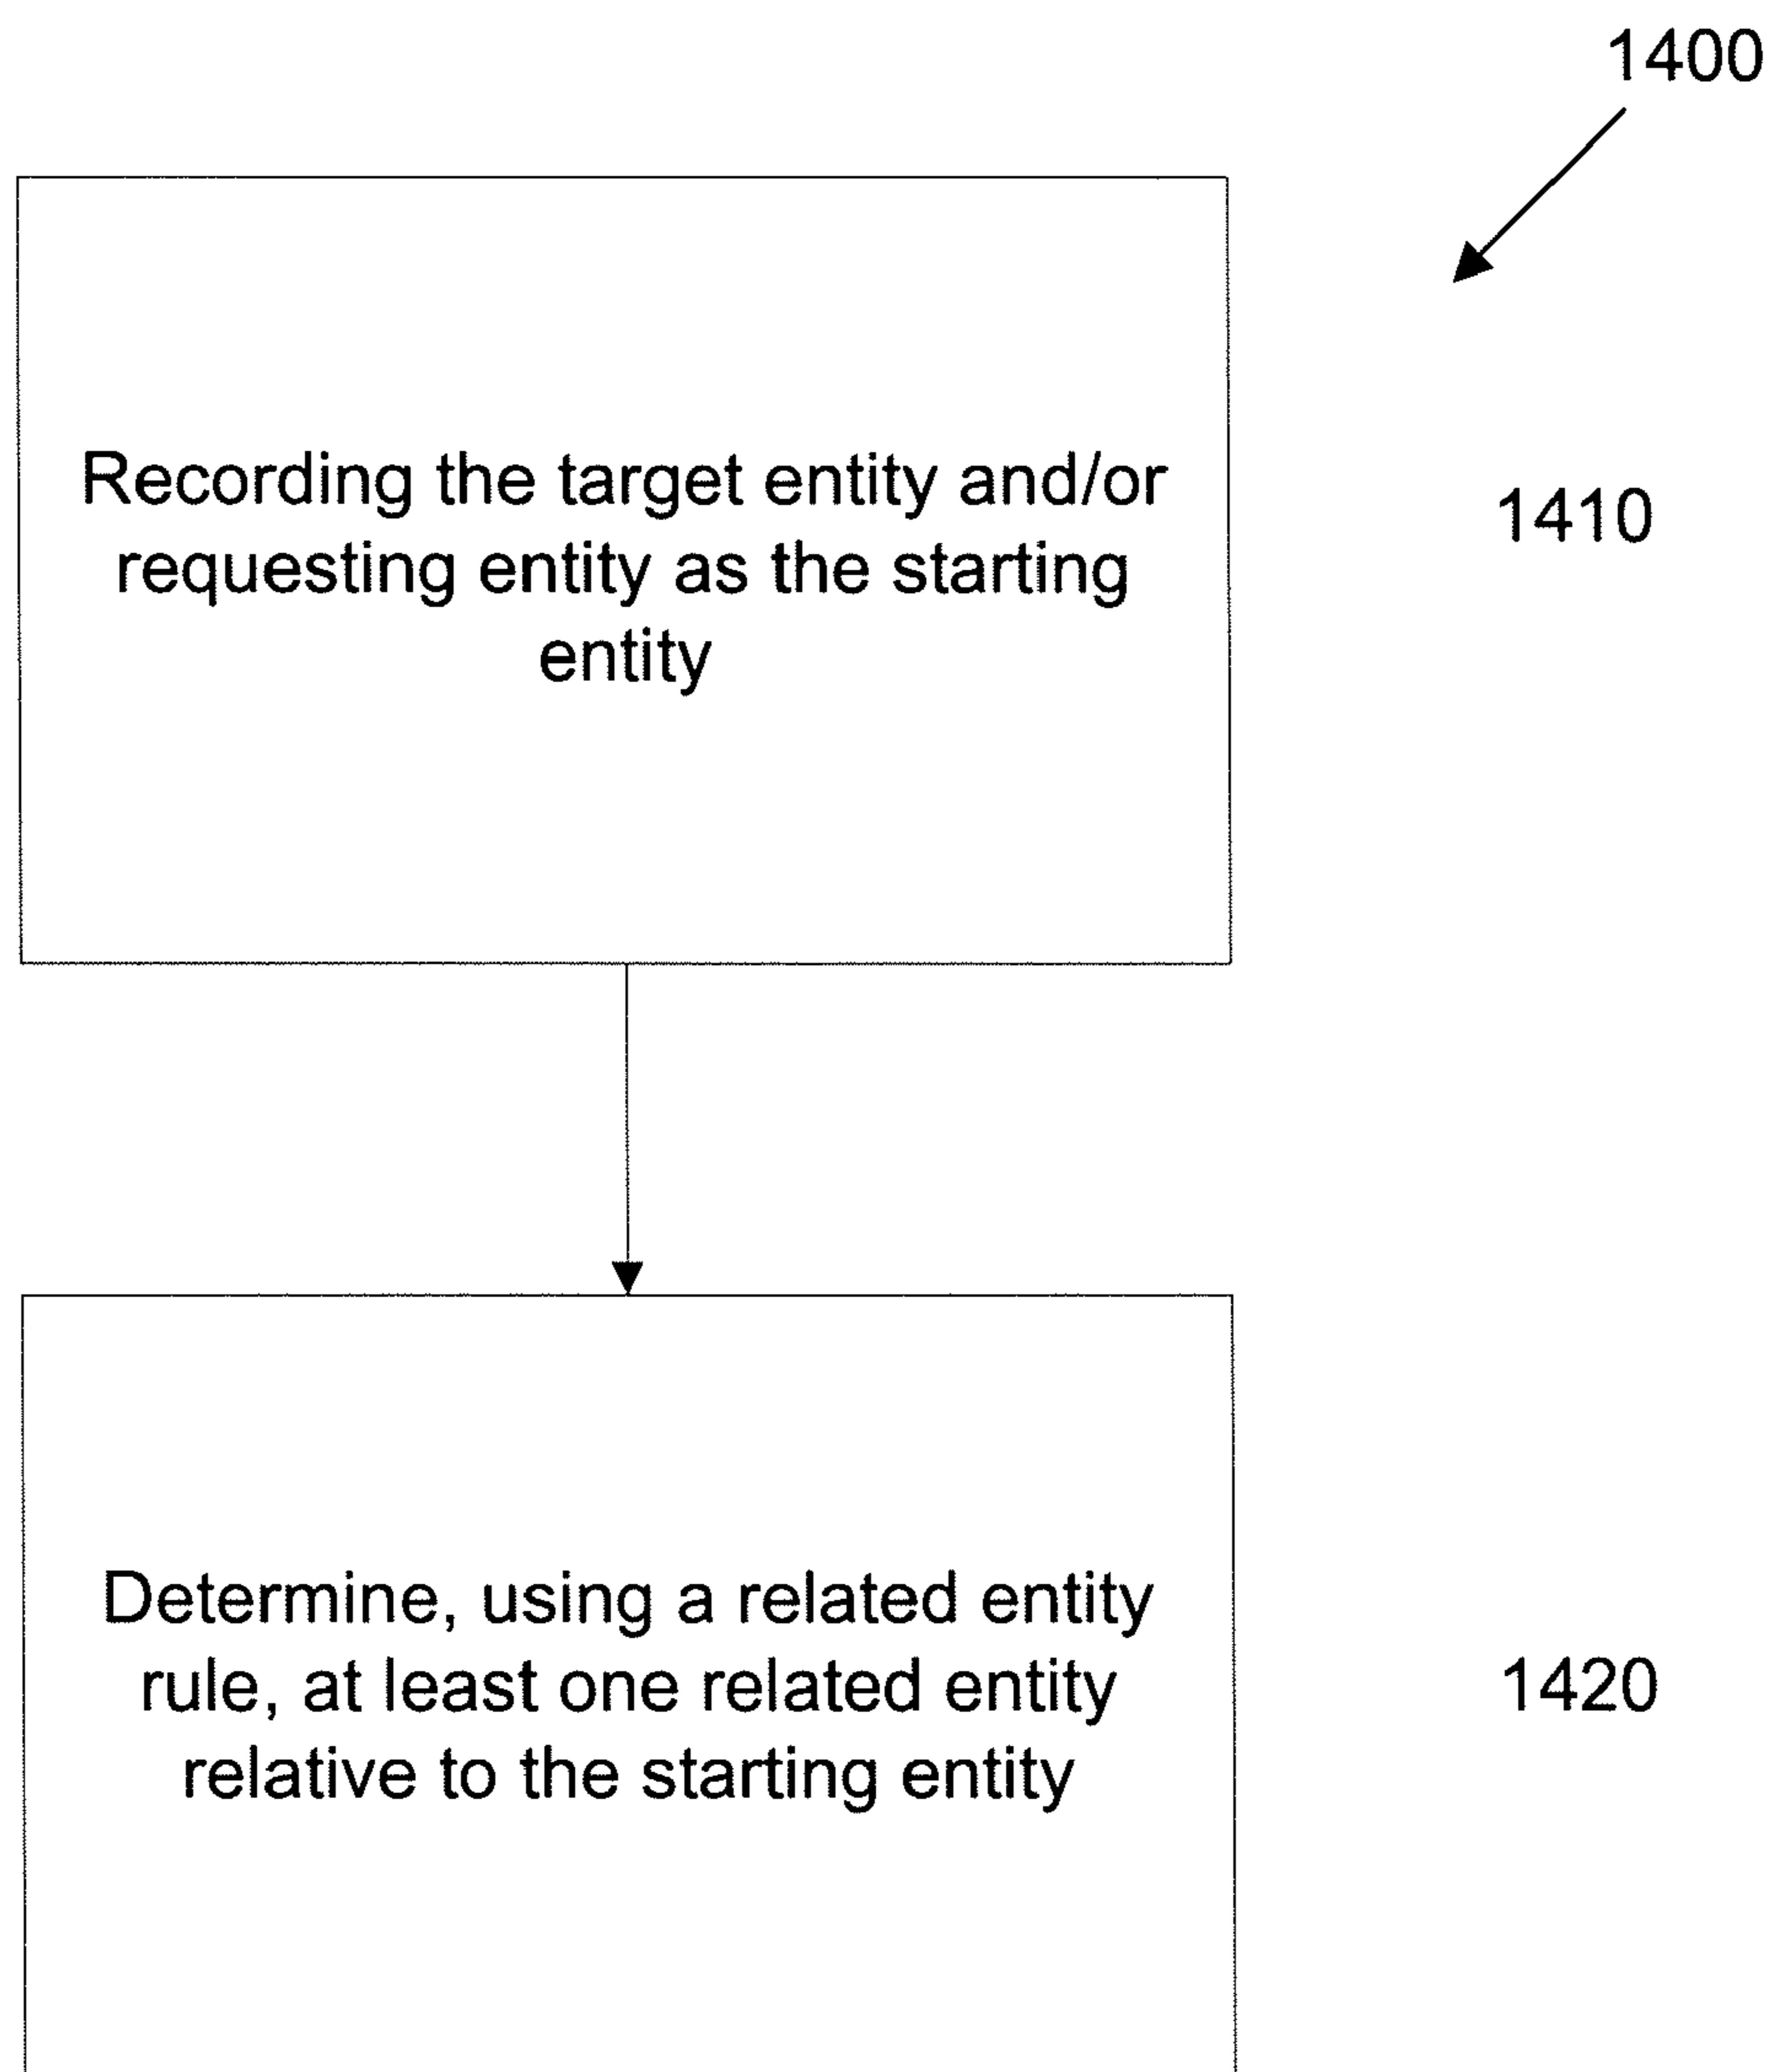 1400
Recording the target entity and/or
requesting entity as the starting
entity
1410
Determine, using a related entity
rule, at least one related entity
relative to the starting entity
1420